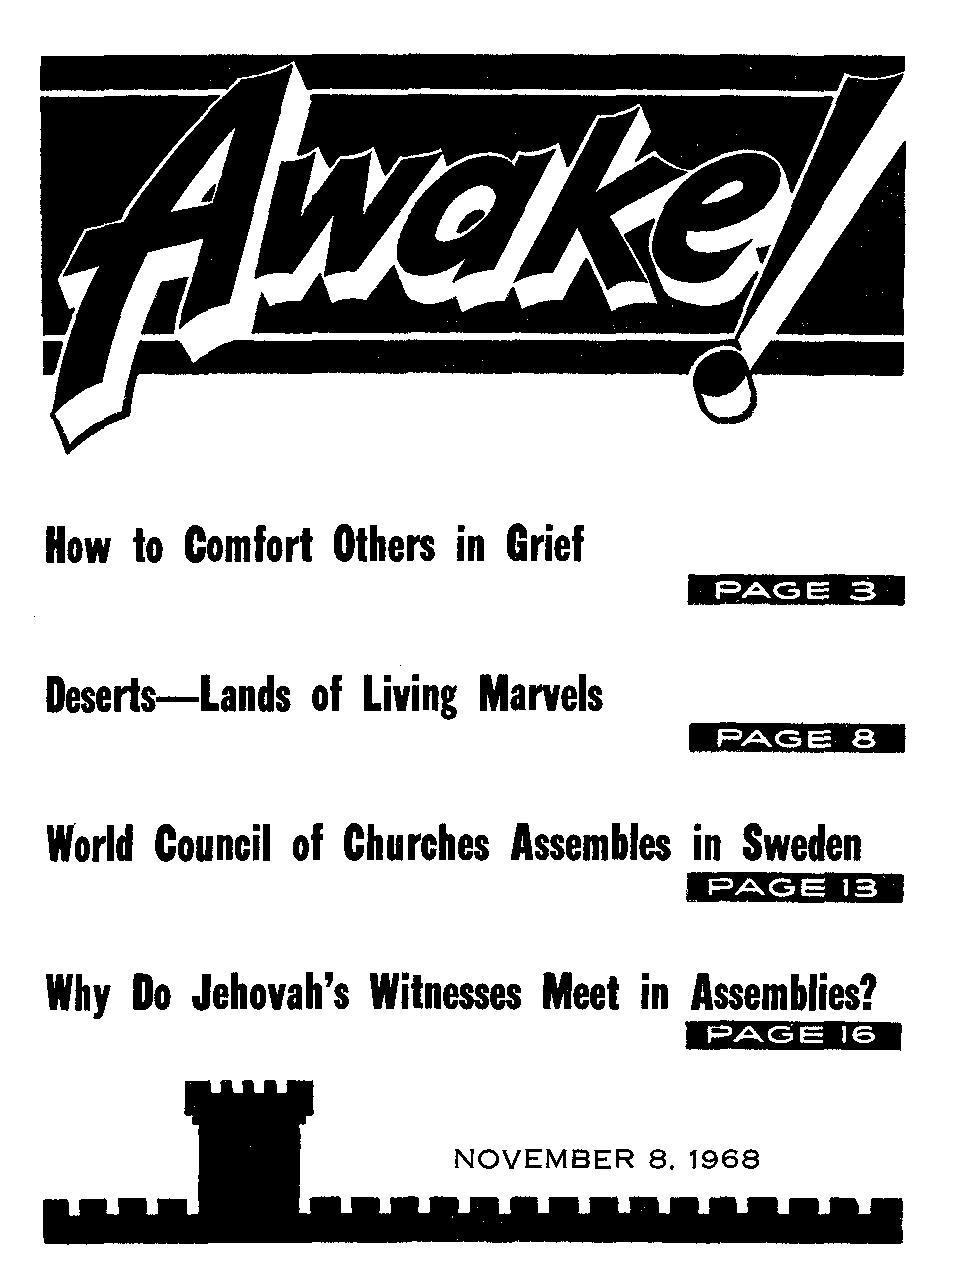 Awake!
How to Comfort Others in Grief
PAGE 3
Deserts—Lands of Living Marvels
PAGE 8
World Council of Churches Assembles in Sweden
PAGE 13
Why Do Jehovah's Witnesses Meet in Assemblies?
PAGE 16
NOVEMBER 8, 1968